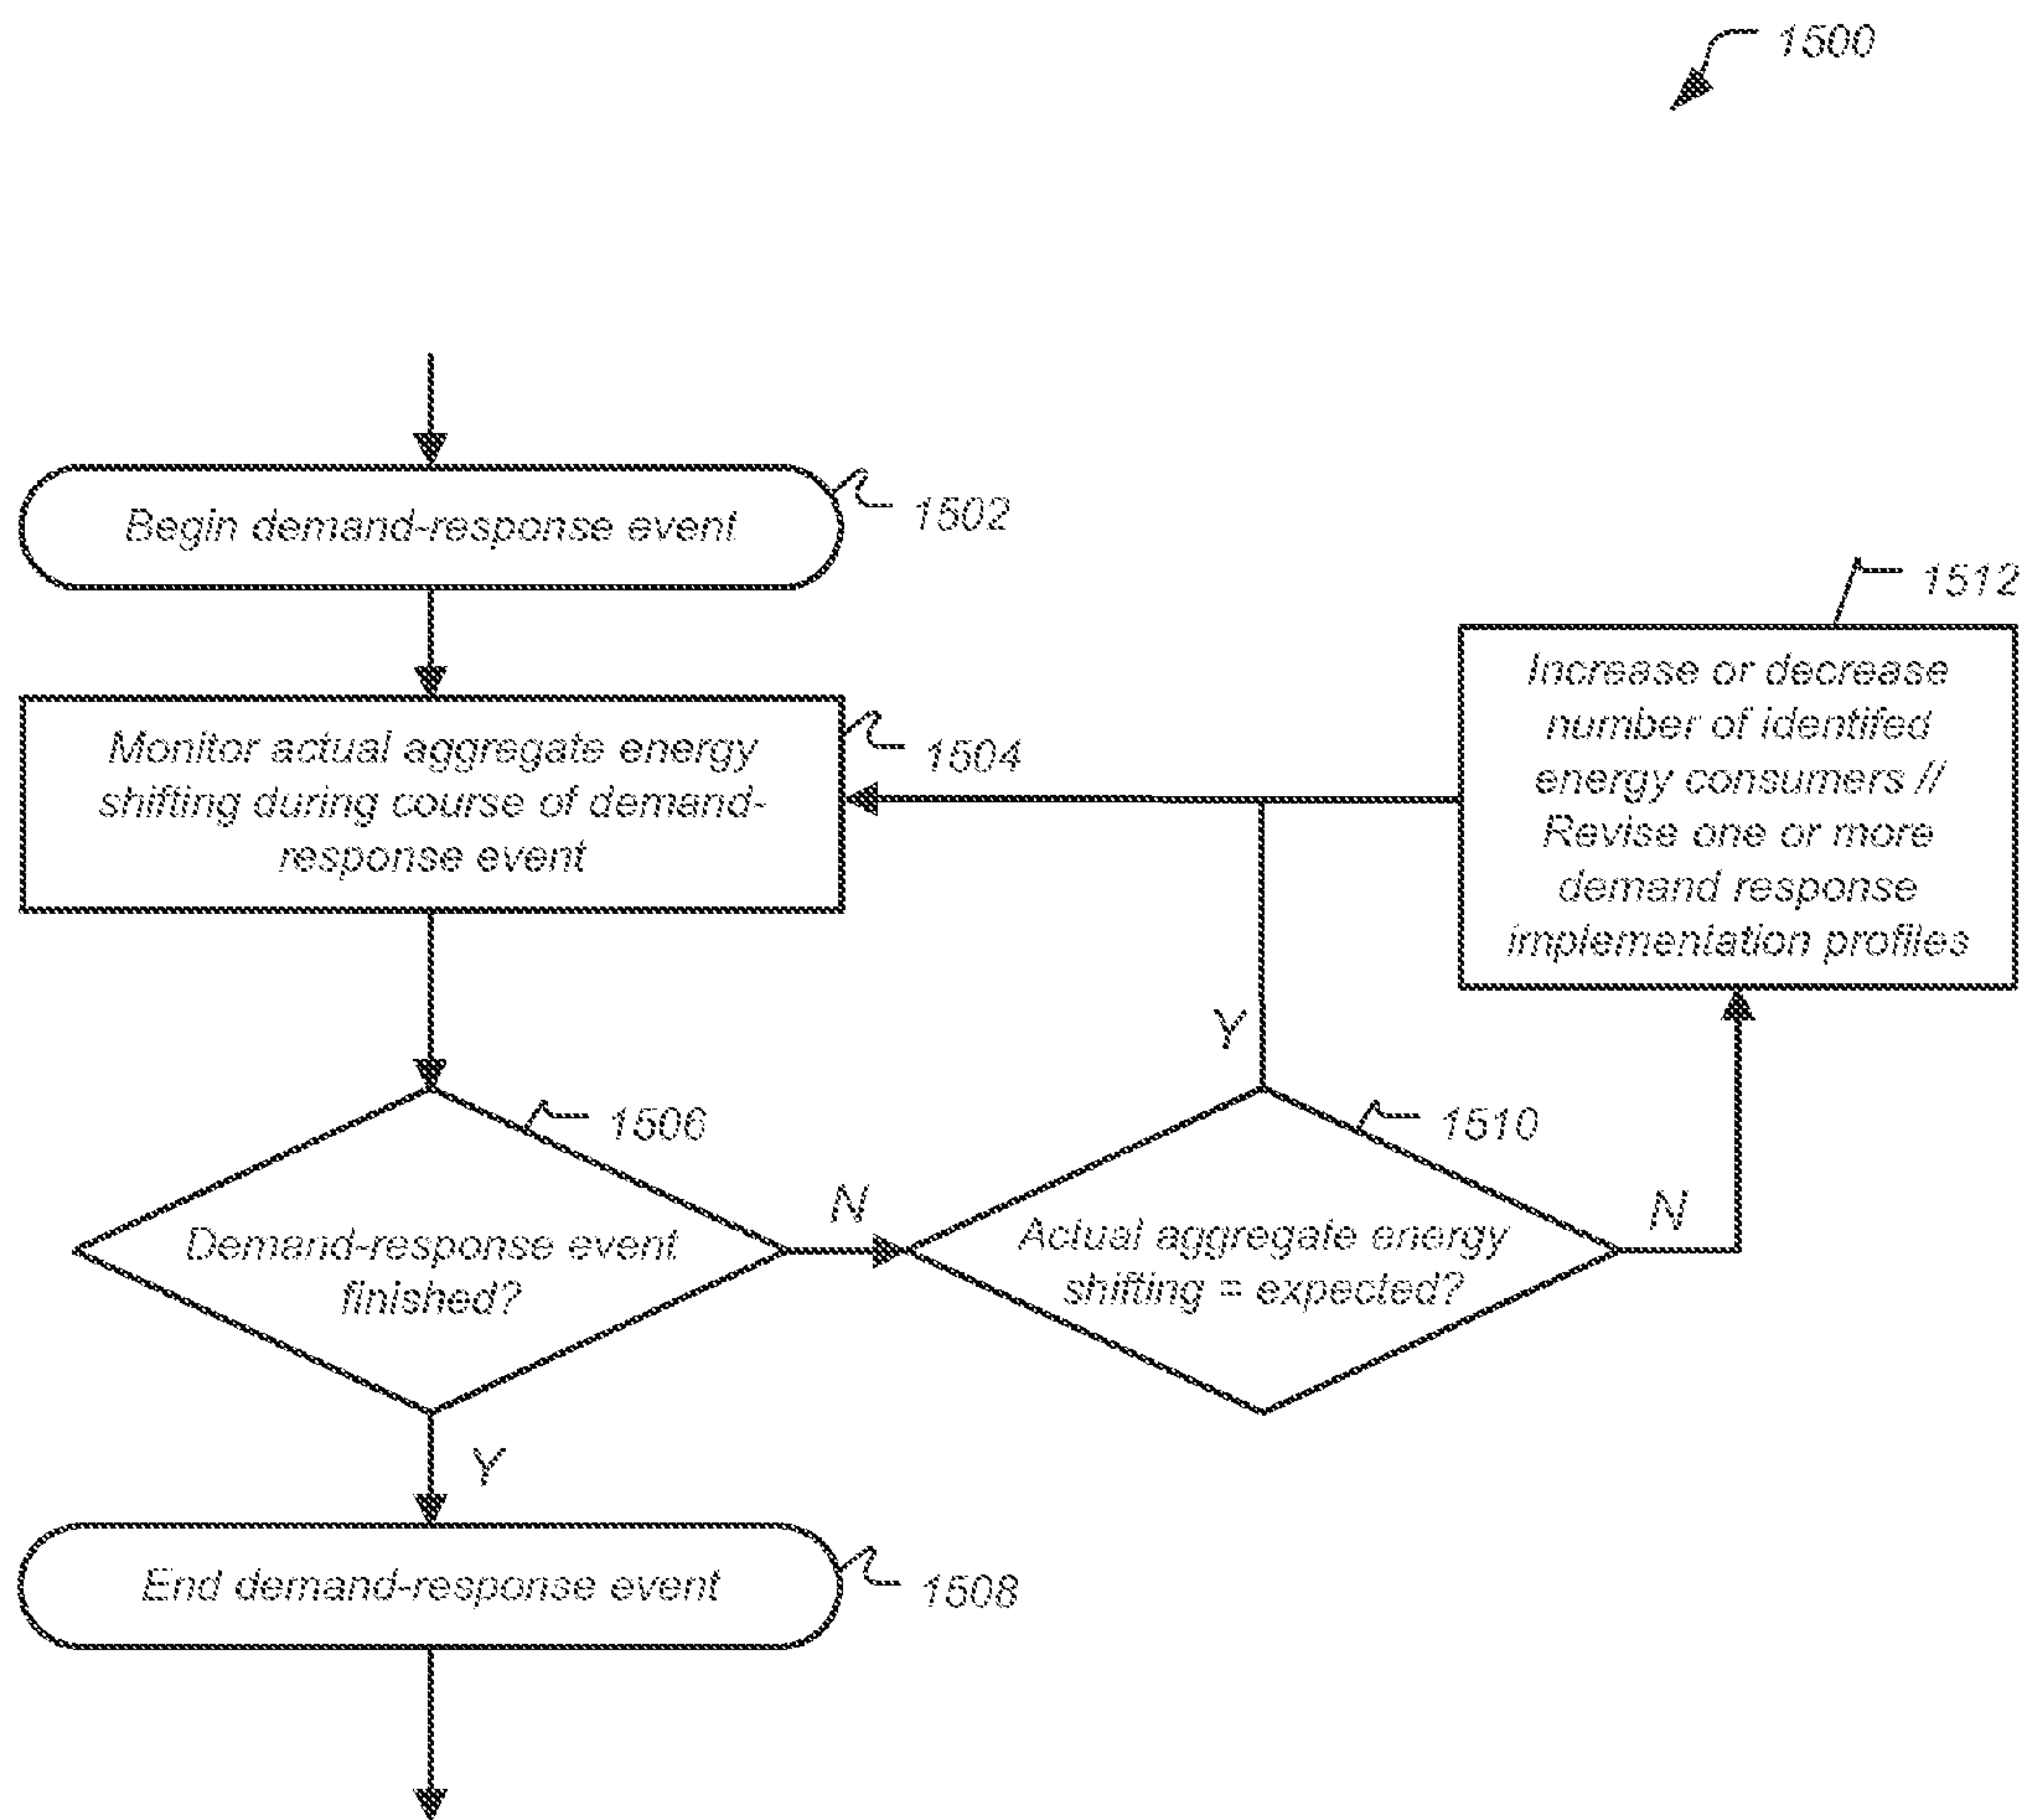 1500
Begin demand-response event
1502
Monitor actual aggregate energy
shifting during course of demand-
response event
1504
1512
Increase or decrease
number of identifed
energy consumers //
Revise one or more
demand response
implementation profiles
1506
Demand-response event
finished?
N
Y
1510
Actual aggregate energy
shifting = expected?
Y
N
End demand-response event
1508